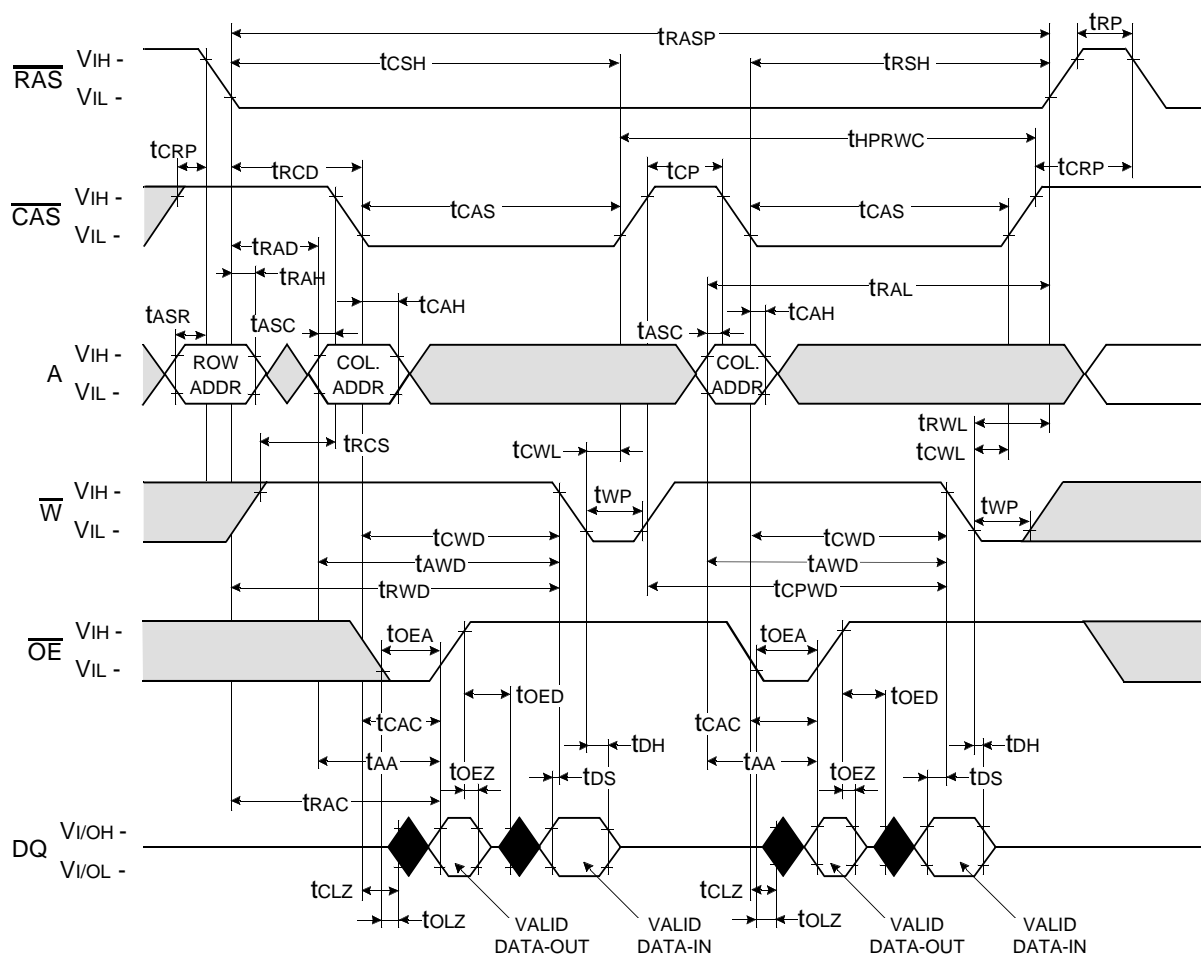 tRASP
tRP
tCSH
tRSH
RAS
VIH -
VIL -
tHPRWC
tCRP
tRCD
tCP
tCRP
CAS
VIH -
VIL -
tCAS
tCAS
tRAD
tRAH
tRAL
tCAH
tCAH
tASR
tASC
tASC
A
VIH -
VIL -
ROW
ADDR
COL.
ADDR
COL.
ADDR
tRWL
tRCS
tCWL
tCWL
W
VIH -
VIL -
tWP
tWP
tCWD
tCWD
tAWD
tAWD
tRWD
tCPWD
OE
VIH -
VIL -
tOEA
tOEA
tOED
tOED
tCAC
tCAC
tDH
tDH
tAA
tAA
tOEZ
tDS
tOEZ
tDS
tRAC
DQ
VI/OH -
VI/OL -
tCLZ
tCLZ
tOLZ
tOLZ
VALID
DATA-OUT
VALID
DATA-IN
VALID
DATA-OUT
VALID
DATA-IN